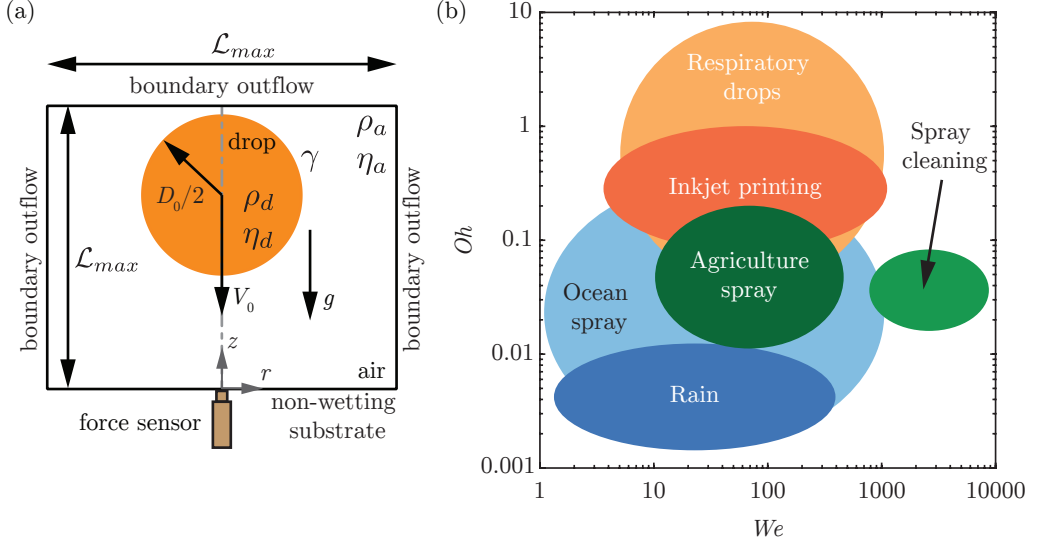 (a)
ℒmax
boundary outflow
ρa
ηa
drop
γ
D0/2
ρd
ηd
boundary outflow
ℒmax
boundary outflow
V0
g
z
r
air
force sensor
non-wetting
substrate
(b)
10
1
0.1
0.01
0.001
Oh
Respiratory
drops
Spray
cleaning
Inkjet printing
Agriculture
spray
Ocean
spray
Rain
1
10
100
1000
10000
We